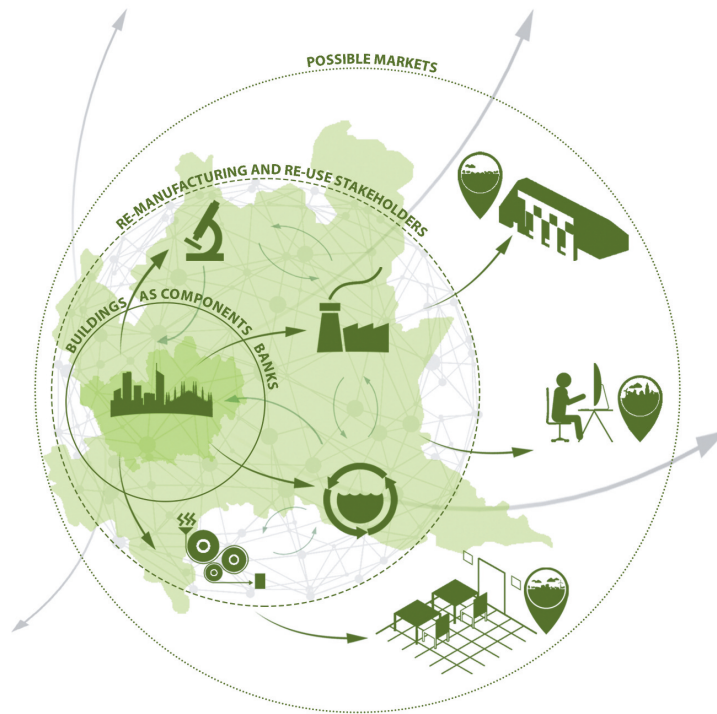 POSSIBLE MARKETS
RE-MANUFACTURING AND RE-USE STAKEHOLDERS
BUILDINGS AS COMPONENTS BANKS